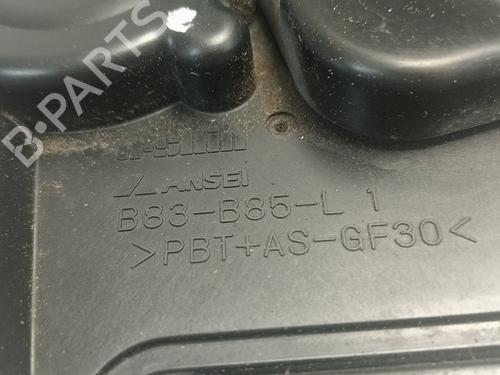 B-PARTS
ANSEI
B83-B85-L 1
>PBT+AS-GF30<